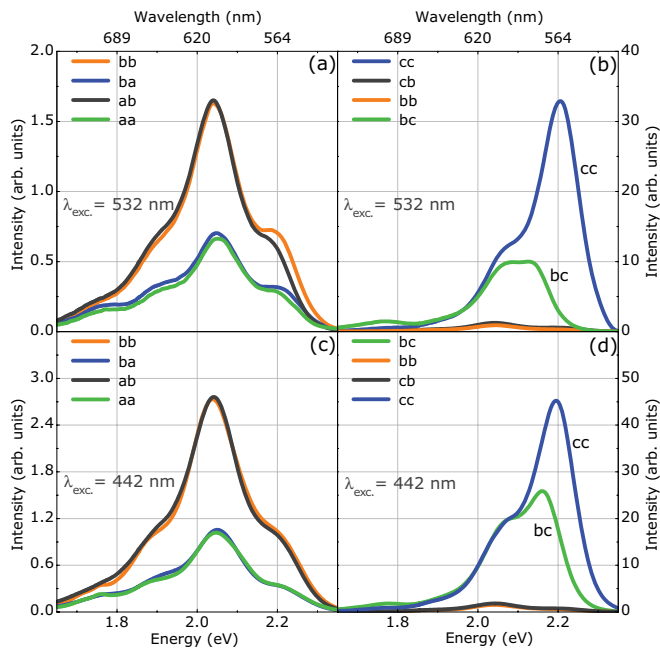 Wavelength (nm)
Wavelength (nm)
689
620
564
689
620
564
2.0
1.5
1.0
0.5
0.0
Intensity (arb. units)
bb
ba
ab
aa
(a)
λexc.= 532 nm
cc
cb
bb
bc
(b)
λexc.= 532 nm
cc
bc
40
30
20
10
0
Intensity (arb. units)
3.0
2.4
1.8
1.2
0.6
0.0
Intensity (arb. units)
bb
ba
ab
aa
(c)
λexc.= 442 nm
bc
bb
cb
cc
(d)
λexc.= 442 nm
cc
bc
50
40
30
20
10
0
Intensity (arb. units)
1.8
2.0
2.2
1.8
2.0
2.2
Energy (eV)
Energy (eV)